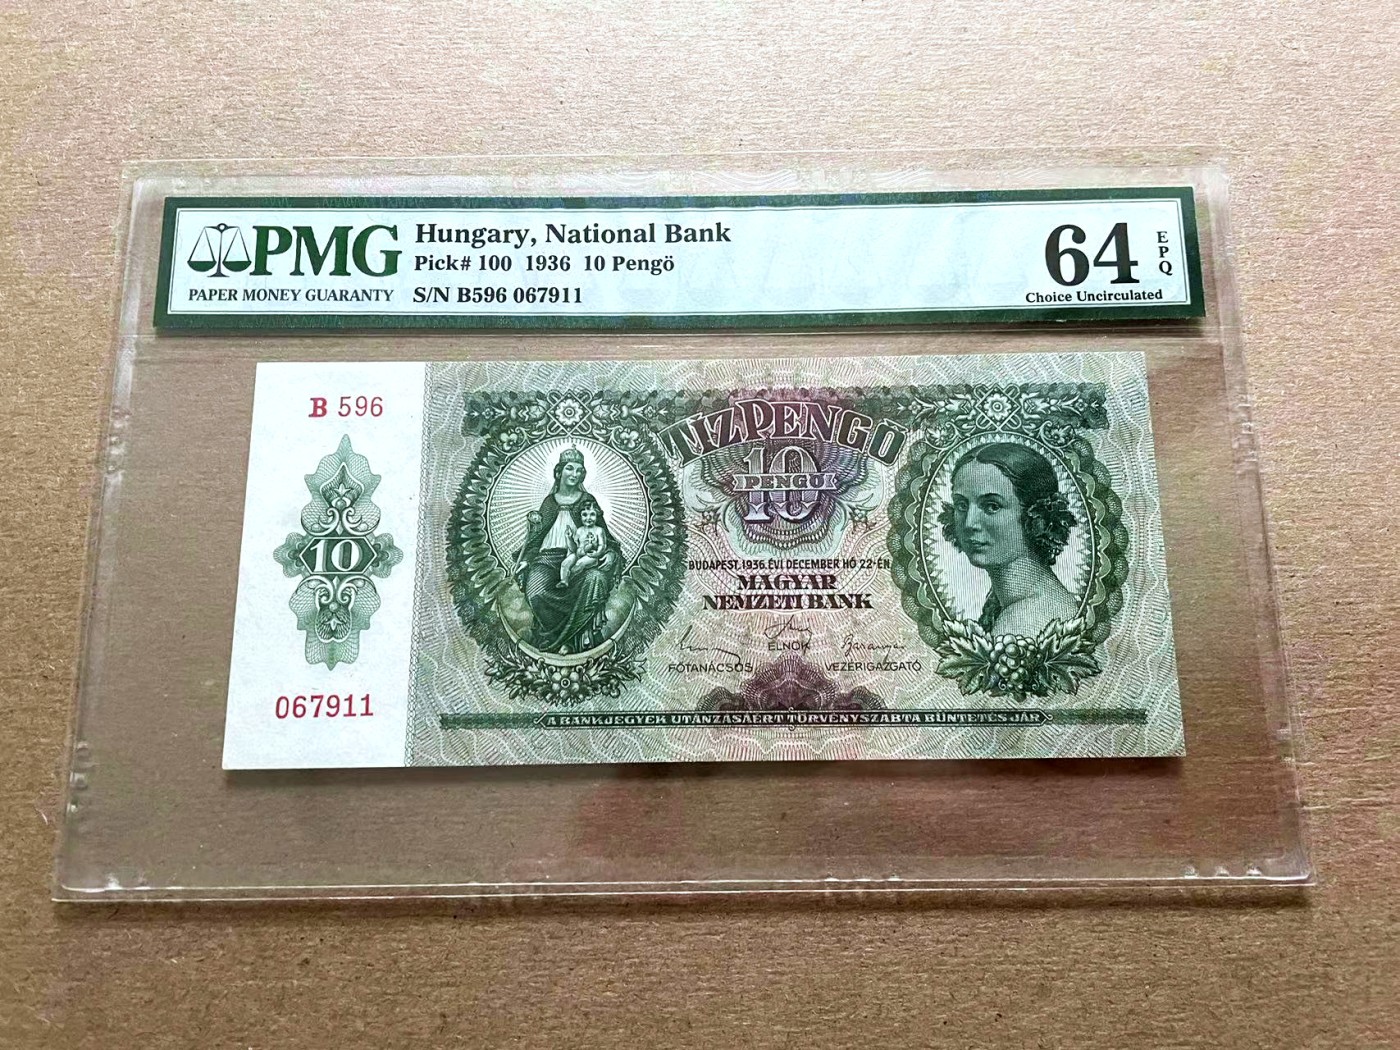 PMG
PAPER MONEY GUARANTY
Hungary, National Bank
Pick# 100 1936 10 Pengö
S/N B596 067911
64
EPQ
Choice Uncirculated
B 596
10
067911
TÍZPENGŐ
10
PENGŐ
BUDAPEST, 1936. ÉVI DECEMBER HÓ 22-ÉN
MAGYAR
NEMZETI BANK
ELNÖK
FŐTANÁCSOS VEZÉRIGAZGATÓ
A BANKJEGYEK UTÁNZÁSÁÉRT TÖRVÉNYSZABTA BÜNTETÉS JÁR